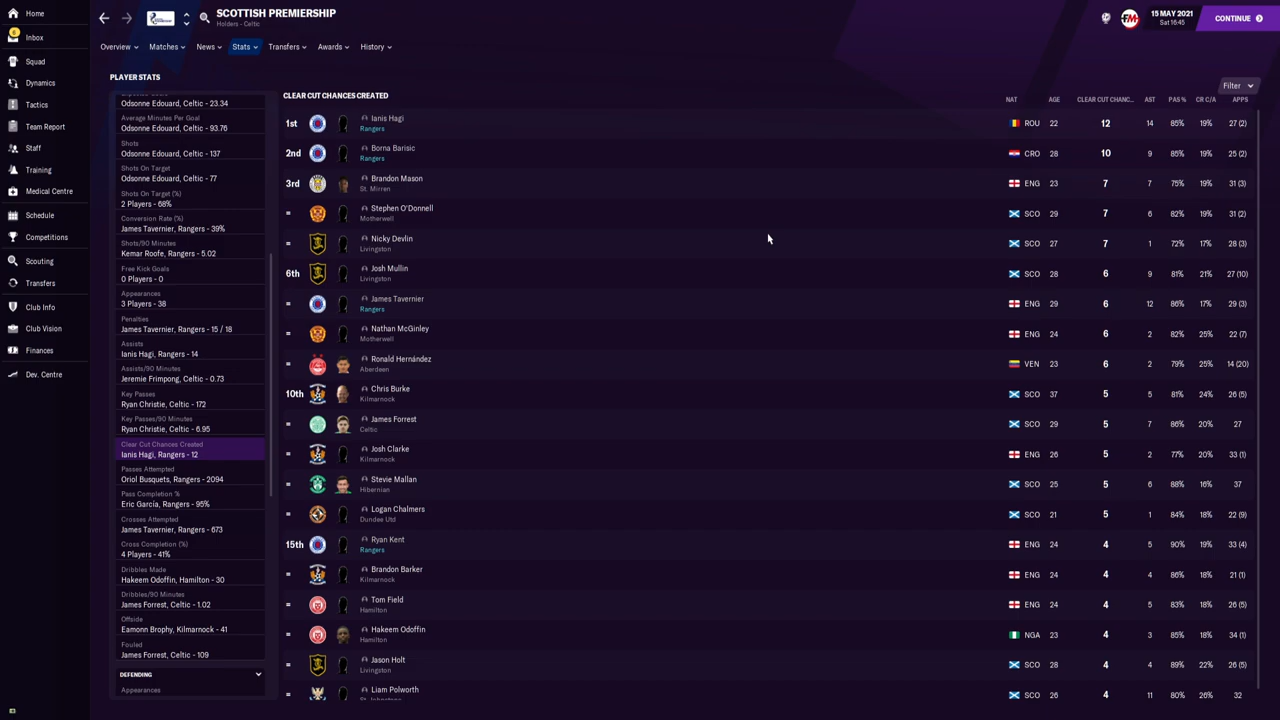 Home
Inbox
6
Squad
Dynamics
Tactics
Team Report
Staff
Training
Medical Centre
Schedule
Competitions
Scouting
Transfers
Club Info
Club Vision
Finances
Dev. Centre
SCOTTISH PREMIERSHIP
Holders - Celtic
FM
15 MAY 2021
Sat 16:45
CONTINUE
Overview
Matches
News
Stats
Transfers
Awards
History
PLAYER STATS
Odsonne Edouard, Celtic - 23.34
Average Minutes Per Goal
Odsonne Edouard, Celtic - 93.76
Shots
Odsonne Edouard, Celtic - 137
Shots On Target
Odsonne Edouard, Celtic - 77
Shots On Target (%)
2 Players - 68%
Conversion Rate (%)
James Tavernier, Rangers - 39%
Shots/90 Minutes
Kemar Roofe, Rangers - 5.02
Free Kick Goals
0 Players - 0
Appearances
3 Players - 38
Penalties
James Tavernier, Rangers - 15 / 18
Assists
Ianis Hagi, Rangers - 14
Assists/90 Minutes
Jeremie Frimpong, Celtic - 0.73
Key Passes
Ryan Christie, Celtic - 172
Key Passes/90 Minutes
Ryan Christie, Celtic - 6.95
Clear Cut Chances Created
Ianis Hagi, Rangers - 12
Passes Attempted
Oriol Busquets, Rangers - 2094
Pass Completion %
Eric García, Rangers - 95%
Crosses Attempted
James Tavernier, Rangers - 673
Cross Completion (%)
4 Players - 41%
Dribbles Made
Hakeem Odoffin, Hamilton - 30
Dribbles/90 Minutes
James Forrest, Celtic - 1.02
Offside
Eamonn Brophy, Kilmarnock - 41
Fouled
James Forrest, Celtic - 109
DEFENDING
Appearances
Filter
CLEAR CUT CHANCES CREATED NAT AGE CLEAR CUT CHANC... AST PAS % CR C/A APPS
1st Ianis Hagi ROU 22 12 14 85% 19% 27 (2)
Rangers
2nd Borna Barisic CRO 28 10 9 85% 19% 25 (2)
Rangers
3rd Brandon Mason ENG 23 7 7 75% 19% 31 (3)
St. Mirren
= Stephen O'Donnell SCO 29 7 6 82% 19% 31 (2)
Motherwell
= Nicky Devlin SCO 27 7 1 72% 17% 28 (3)
Livingston
6th Josh Mullin SCO 28 6 9 81% 21% 27 (10)
Livingston
= James Tavernier ENG 29 6 12 86% 17% 29 (3)
Rangers
= Nathan McGinley ENG 24 6 2 82% 25% 22 (7)
Motherwell
= Ronald Hernández VEN 23 6 2 79% 25% 14 (20)
Aberdeen
10th Chris Burke SCO 37 5 5 81% 24% 26 (5)
Kilmarnock
= James Forrest SCO 29 5 7 86% 20% 27
Celtic
= Josh Clarke ENG 26 5 2 77% 20% 33 (1)
Kilmarnock
= Stevie Mallan SCO 25 5 6 88% 16% 37
Hibernian
= Logan Chalmers SCO 21 5 1 84% 18% 22 (9)
Dundee Utd
15th Ryan Kent ENG 24 4 5 90% 19% 33 (4)
Rangers
= Brandon Barker ENG 24 4 4 86% 18% 21 (1)
Kilmarnock
= Tom Field ENG 24 4 5 83% 18% 26 (5)
Hamilton
= Hakeem Odoffin NGA 23 4 3 85% 18% 34 (1)
Hamilton
= Jason Holt SCO 28 4 4 89% 22% 26 (5)
Livingston
= Liam Polworth SCO 26 4 11 86% 26% 32